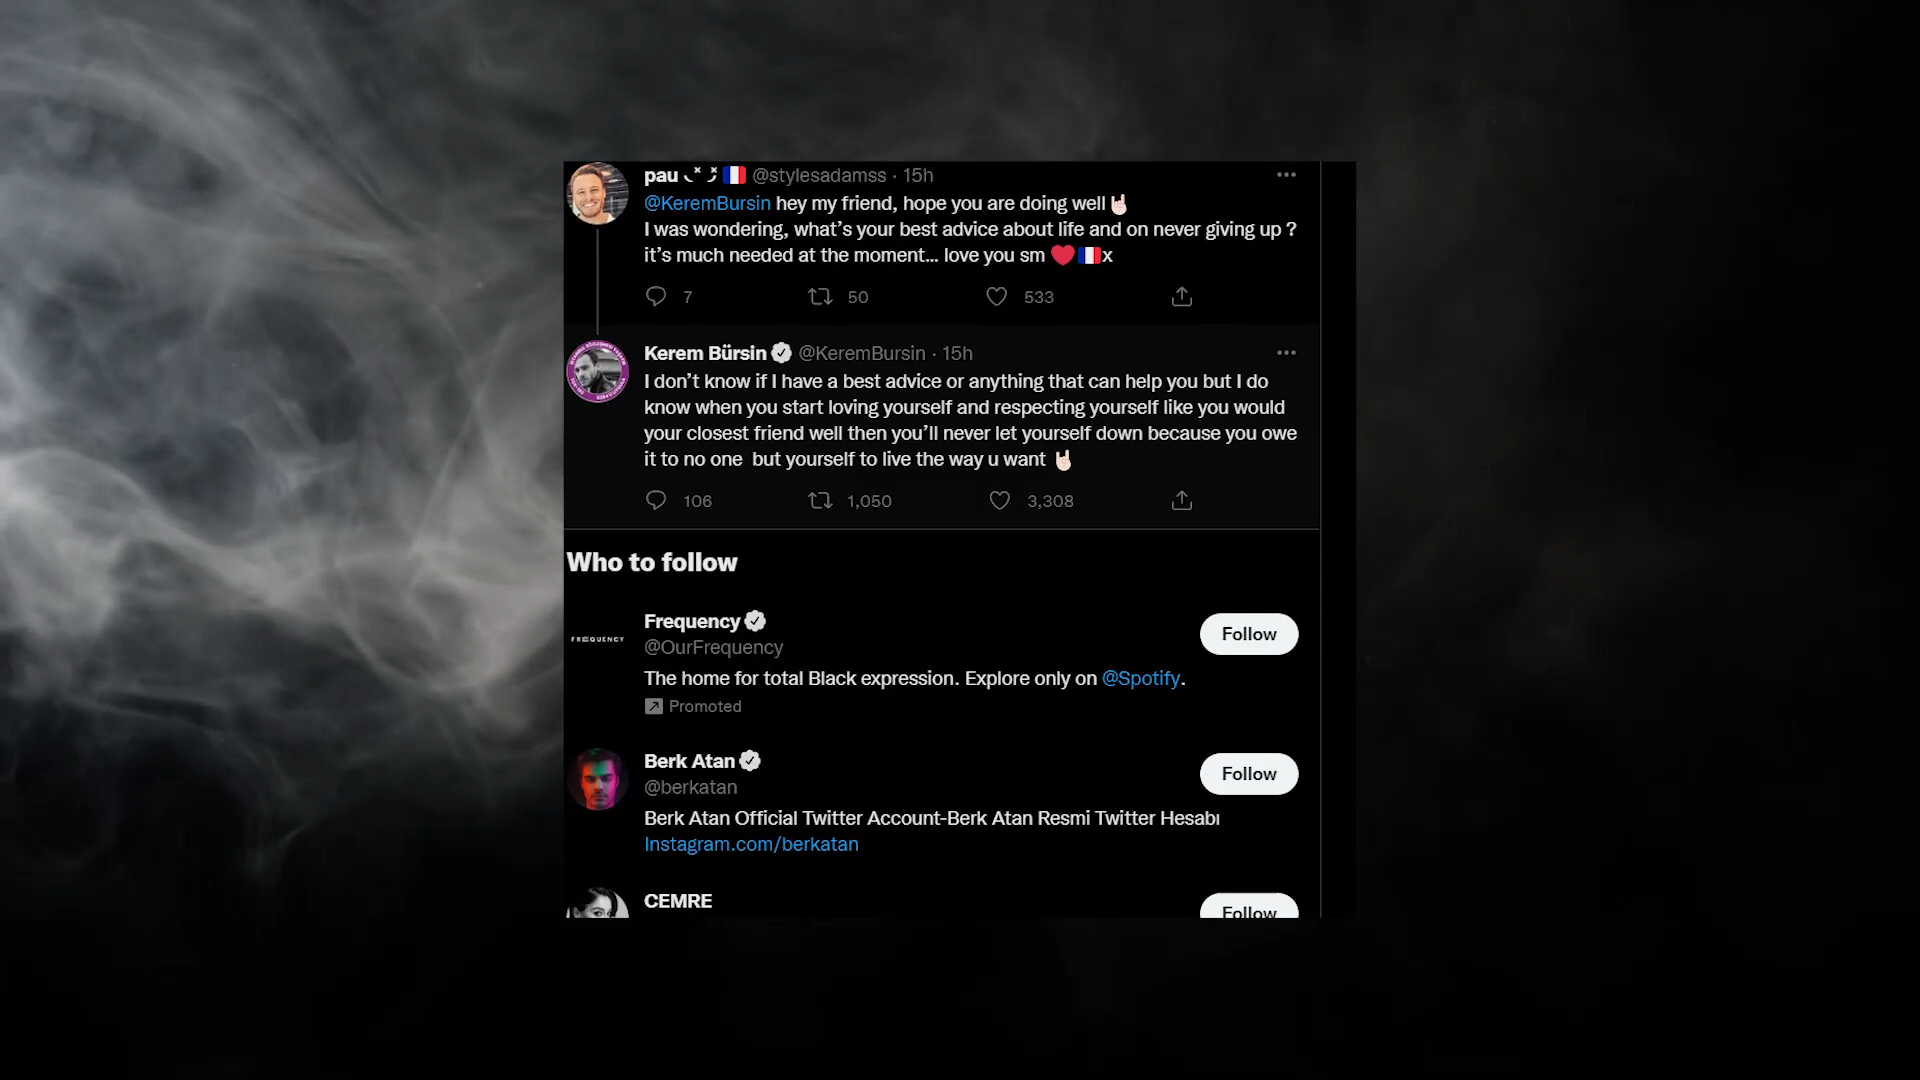 pau @stylesadamss · 15h
@KeremBursin hey my friend, hope you are doing well🤘🏻
I was wondering, what’s your best advice about life and on never giving up ?
it’s much needed at the moment... love you sm ❤️🇫🇷x
7 50 533
Kerem Bürsin @KeremBursin · 15h
I don’t know if I have a best advice or anything that can help you but I do
know when you start loving yourself and respecting yourself like you would
your closest friend well then you’ll never let yourself down because you owe
it to no one but yourself to live the way u want 🤘🏻
106 1,050 3,308
Who to follow
FREQUENCY
Frequency
@OurFrequency
Follow
The home for total Black expression. Explore only on @Spotify.
Promoted
Berk Atan
@berkatan
Follow
Berk Atan Official Twitter Account-Berk Atan Resmi Twitter Hesabı
Instagram.com/berkatan
CEMRE
Follow